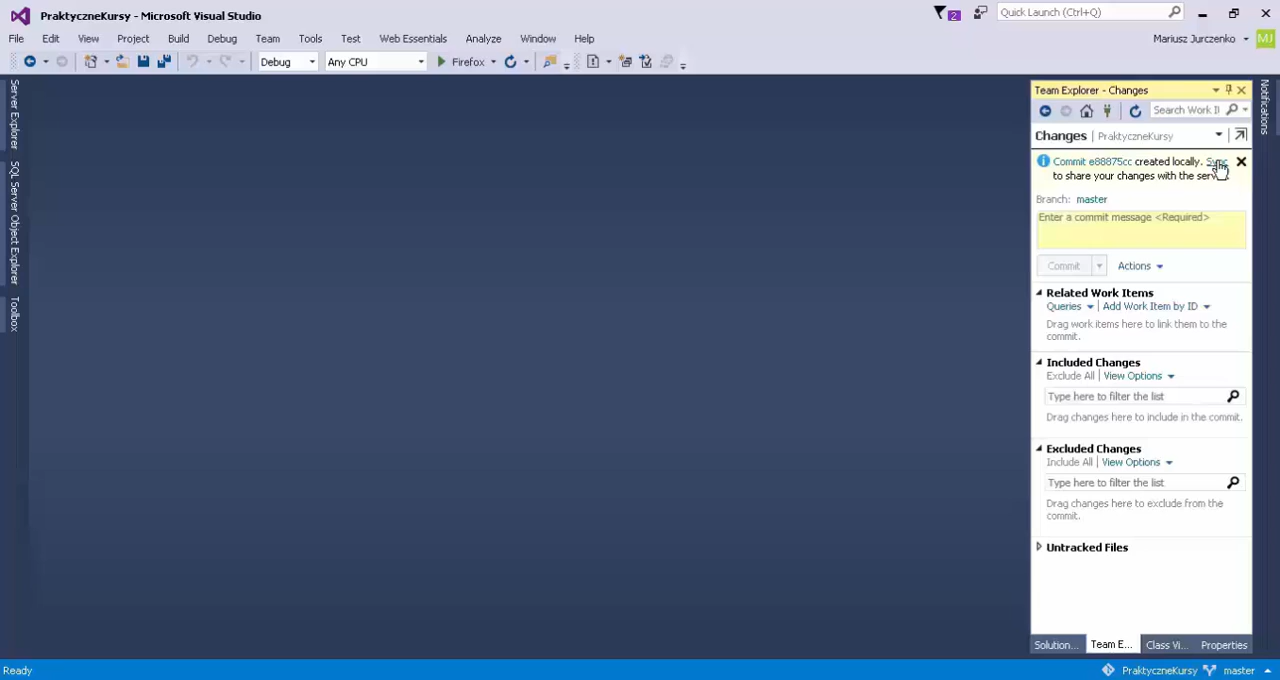 PraktyczneKursy - Microsoft Visual Studio
2
Quick Launch (Ctrl+Q)
File Edit View Project Build Debug Team Tools Test Web Essentials Analyze Window Help
Mariusz Jurczenko MJ
Debug Any CPU Firefox
Server Explorer
SQL Server Object Explorer
Toolbox
Notifications
Team Explorer - Changes
Search Work I
Changes | PraktyczneKursy
Commit e88875cc created locally. Sync
to share your changes with the
Branch: master
Enter a commit message <Required>
Commit Actions
Related Work Items
Queries | Add Work Item by ID
Drag work items here to link them to the
commit.
Included Changes
Exclude All | View Options
Type here to filter the list
Drag changes here to include in the commit.
Excluded Changes
Include All | View Options
Type here to filter the list
Drag changes here to exclude from the
commit.
Untracked Files
Solution... Team E... Class Vi... Properties
Ready
PraktyczneKursy master